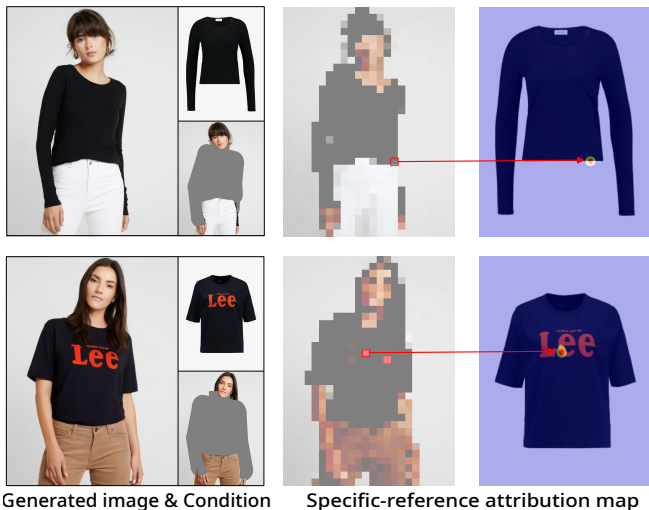 Lee
Lee
Lee
Generated image & Condition
Specific-reference attribution map